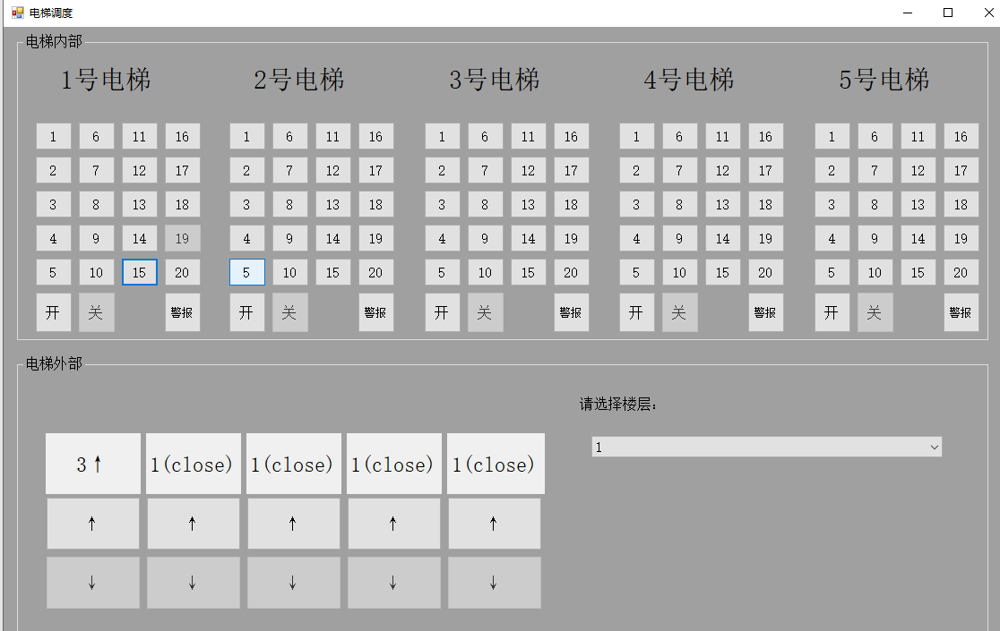 电梯调度
电梯内部
1号电梯 2号电梯 3号电梯 4号电梯 5号电梯
1 6 11 16 1 6 11 16 1 6 11 16 1 6 11 16 1 6 11 16
2 7 12 17 2 7 12 17 2 7 12 17 2 7 12 17 2 7 12 17
3 8 13 18 3 8 13 18 3 8 13 18 3 8 13 18 3 8 13 18
4 9 14 19 4 9 14 19 4 9 14 19 4 9 14 19 4 9 14 19
5 10 15 20 5 10 15 20 5 10 15 20 5 10 15 20 5 10 15 20
开 关 警报 开 关 警报 开 关 警报 开 关 警报 开 关 警报
电梯外部
请选择楼层：
1
3↑ 1(close) 1(close) 1(close) 1(close)
↑ ↑ ↑ ↑ ↑
↓ ↓ ↓ ↓ ↓